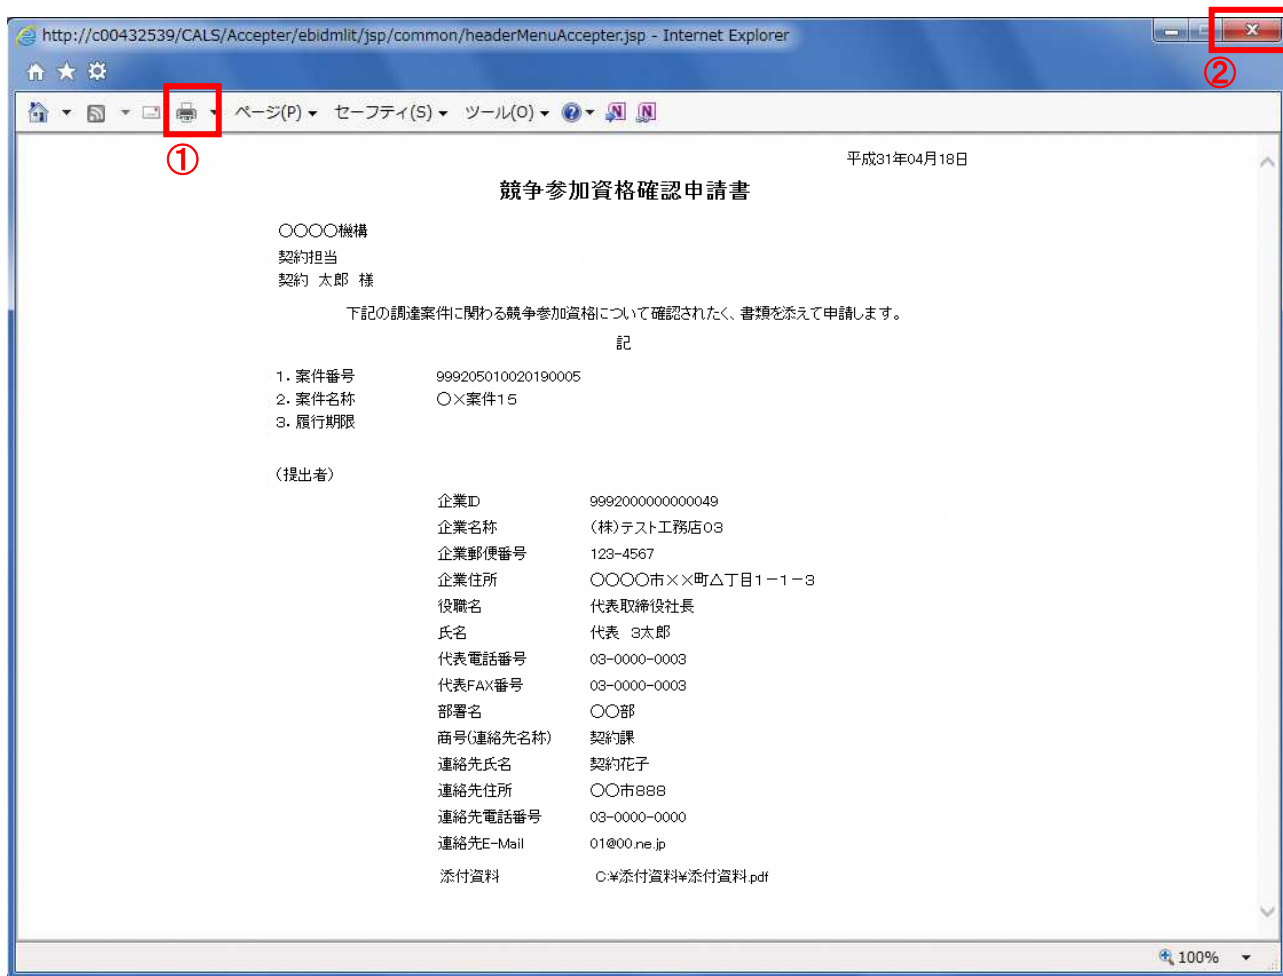 http://c00432539/CALS/Accepter/ebidmlit/jsp/common/headerMenuAccepter.jsp - Internet Explorer
②
ページ(P) セーフティ(S) ツール(O)
①
平成31年04月18日
競争参加資格確認申請書
○○○○機構
契約担当
契約 太郎 様
下記の調達案件に関わる競争参加資格について確認されたく、書類を添えて申請します。
記
1. 案件番号 999205010020190005
2. 案件名称 ○×案件15
3. 履行期限
(提出者)
企業ID 9992000000000049
企業名称 (株)テスト工務店03
企業郵便番号 123-4567
企業住所 ○○○○市××町△丁目1-1-3
役職名 代表取締役社長
氏名 代表 3太郎
代表電話番号 03-0000-0003
代表FAX番号 03-0000-0003
部署名 ○○部
商号(連絡先名称) 契約課
連絡先氏名 契約花子
連絡先住所 ○○市888
連絡先電話番号 03-0000-0000
連絡先E-Mail 01@00.ne.jp
添付資料 C:¥添付資料¥添付資料.pdf
100%